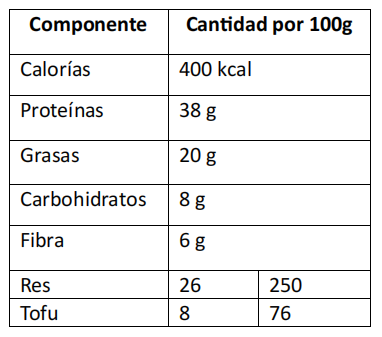 Componente Cantidad por 100g
Calorías 400 kcal
Proteínas 38 g
Grasas 20 g
Carbohidratos 8 g
Fibra 6 g
Res 26 250
Tofu 8 76